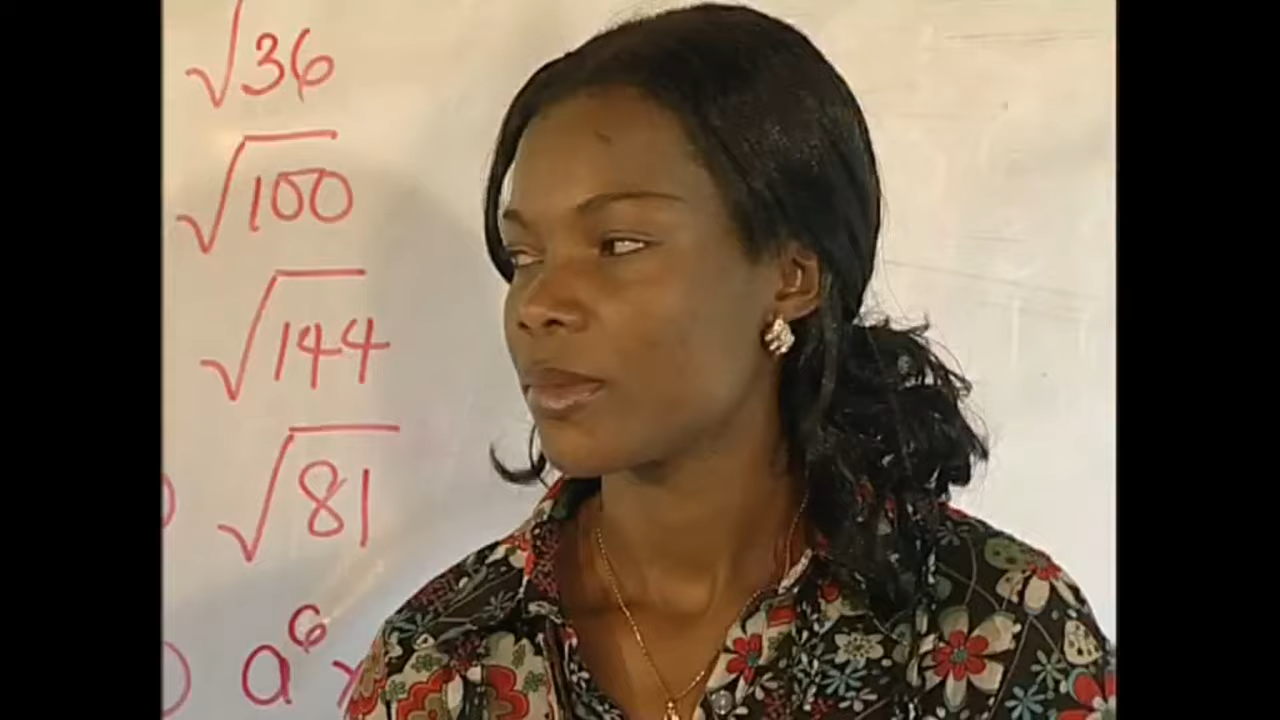 √36
√100
√144
) √81
) a⁶ x